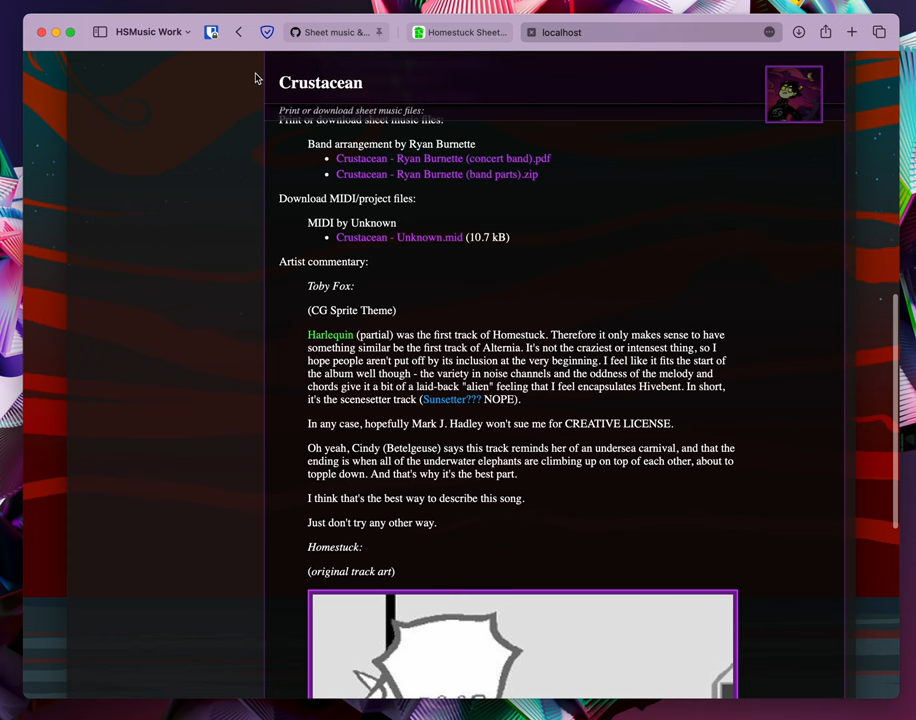 HSMusic Work
Sheet music &...
Homestuck Sheet...
localhost
Crustacean
Print or download sheet music files:
Print or download sheet music files:
Band arrangement by Ryan Burnette
• Crustacean - Ryan Burnette (concert band).pdf
• Crustacean - Ryan Burnette (band parts).zip
Download MIDI/project files:
MIDI by Unknown
• Crustacean - Unknown.mid (10.7 kB)
Artist commentary:
Toby Fox:
(CG Sprite Theme)
Harlequin (partial) was the first track of Homestuck. Therefore it only makes sense to have
something similar be the first track of Alternia. It's not the craziest or intensest thing, so I
hope people aren't put off by its inclusion at the very beginning. I feel like it fits the start of
the album well though - the variety in noise channels and the oddness of the melody and
chords give it a bit of a laid-back "alien" feeling that I feel encapsulates Hivebent. In short,
it's the scenesetter track (Sunsetter??? NOPE).
In any case, hopefully Mark J. Hadley won't sue me for CREATIVE LICENSE.
Oh yeah, Cindy (Betelgeuse) says this track reminds her of an undersea carnival, and that the
ending is when all of the underwater elephants are climbing up on top of each other, about to
topple down. And that's why it's the best part.
I think that's the best way to describe this song.
Just don't try any other way.
Homestuck:
(original track art)